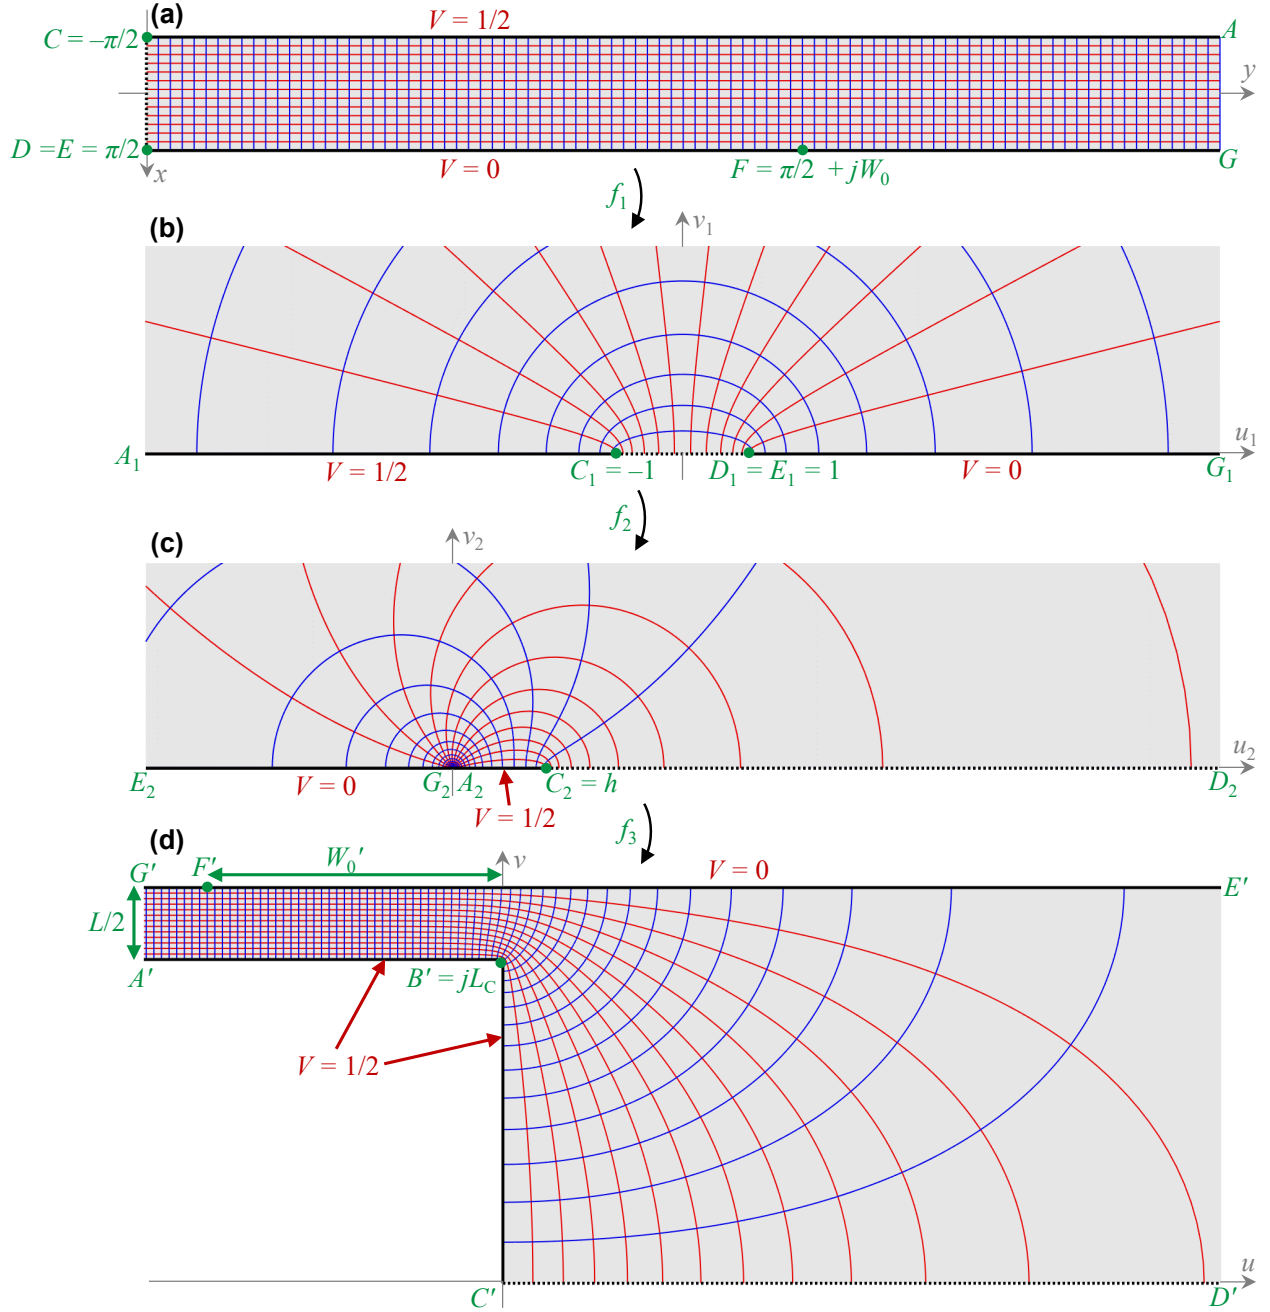 (a)
V = 1/2
C = –π/2
A
y
D =E = π/2
x
V = 0
F = π/2 + jW₀
G
f₁
(b)
v₁
u₁
A₁
V = 1/2
C₁ = –1
D₁ = E₁ = 1
V = 0
G₁
f₂
(c)
v₂
u₂
E₂
V = 0
G₂
A₂
C₂ = h
D₂
V = 1/2
f₃
(d)
G′
F′
W₀′
v
V = 0
E′
L/2
A′
B′ = jL_C
V = 1/2
u
C′
D′